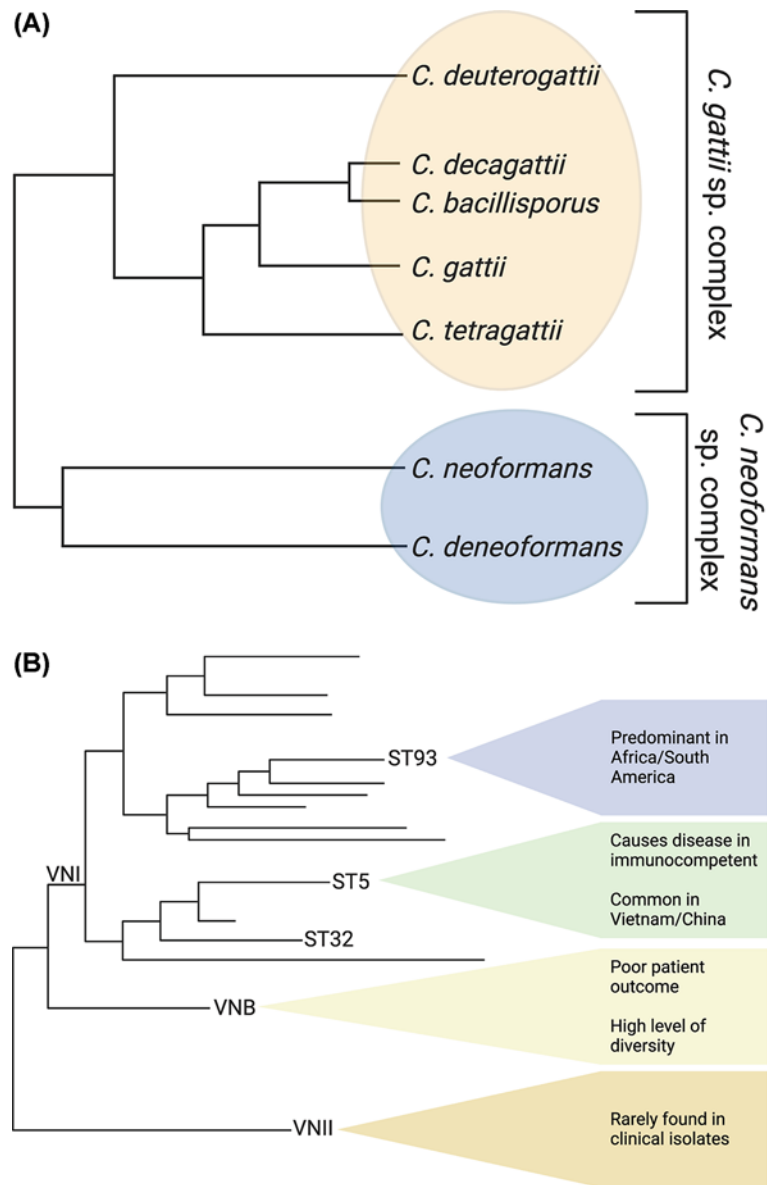 (A)
C. deuterogattii
C. decagattii
C. bacillisporus
C. gattii
C. tetragattii
C. gattii sp. complex
C. neoformans
C. deneoformans
C. neoformans
sp. complex
(B)
ST93
Predominant in
Africa/South
America
VNI
ST5
Causes disease in
immunocompetent
Common in
Vietnam/China
ST32
VNB
Poor patient
outcome
High level of
diversity
VNII
Rarely found in
clinical isolates